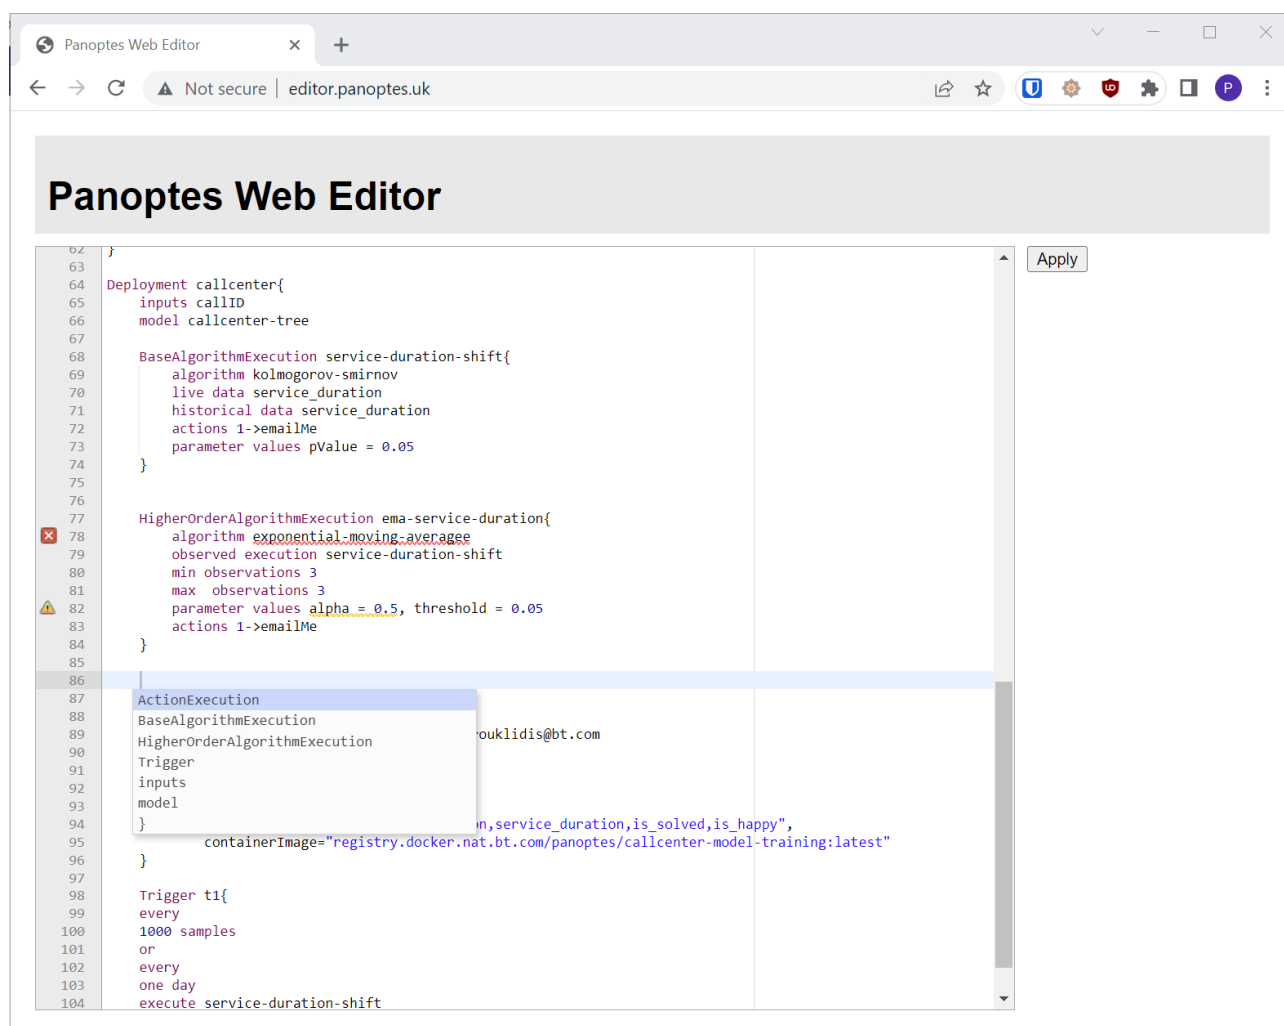 Panoptes Web Editor
Not secure | editor.panoptes.uk
P
Panoptes Web Editor
Apply
62 }
63
64 Deployment callcenter{
65 inputs callID
66 model callcenter-tree
67
68 BaseAlgorithmExecution service-duration-shift{
69 algorithm kolmogorov-smirnov
70 live data service_duration
71 historical data service_duration
72 actions 1->emailMe
73 parameter values pValue = 0.05
74 }
75
76
77 HigherOrderAlgorithmExecution ema-service-duration{
78 algorithm exponential-moving-averagee
79 observed execution service-duration-shift
80 min observations 3
81 max  observations 3
82 parameter values alpha = 0.5, threshold = 0.05
83 actions 1->emailMe
84 }
85
86
87 ActionExecution
88 BaseAlgorithmExecution
89 HigherOrderAlgorithmExecution ouklidis@bt.com
90 Trigger
91 inputs
92 model
93
94 } n,service_duration,is_solved,is_happy",
95 containerImage="registry.docker.nat.bt.com/panoptes/callcenter-model-training:latest"
96 }
97
98 Trigger t1{
99 every
100 1000 samples
101 or
102 every
103 one day
104 execute service-duration-shift